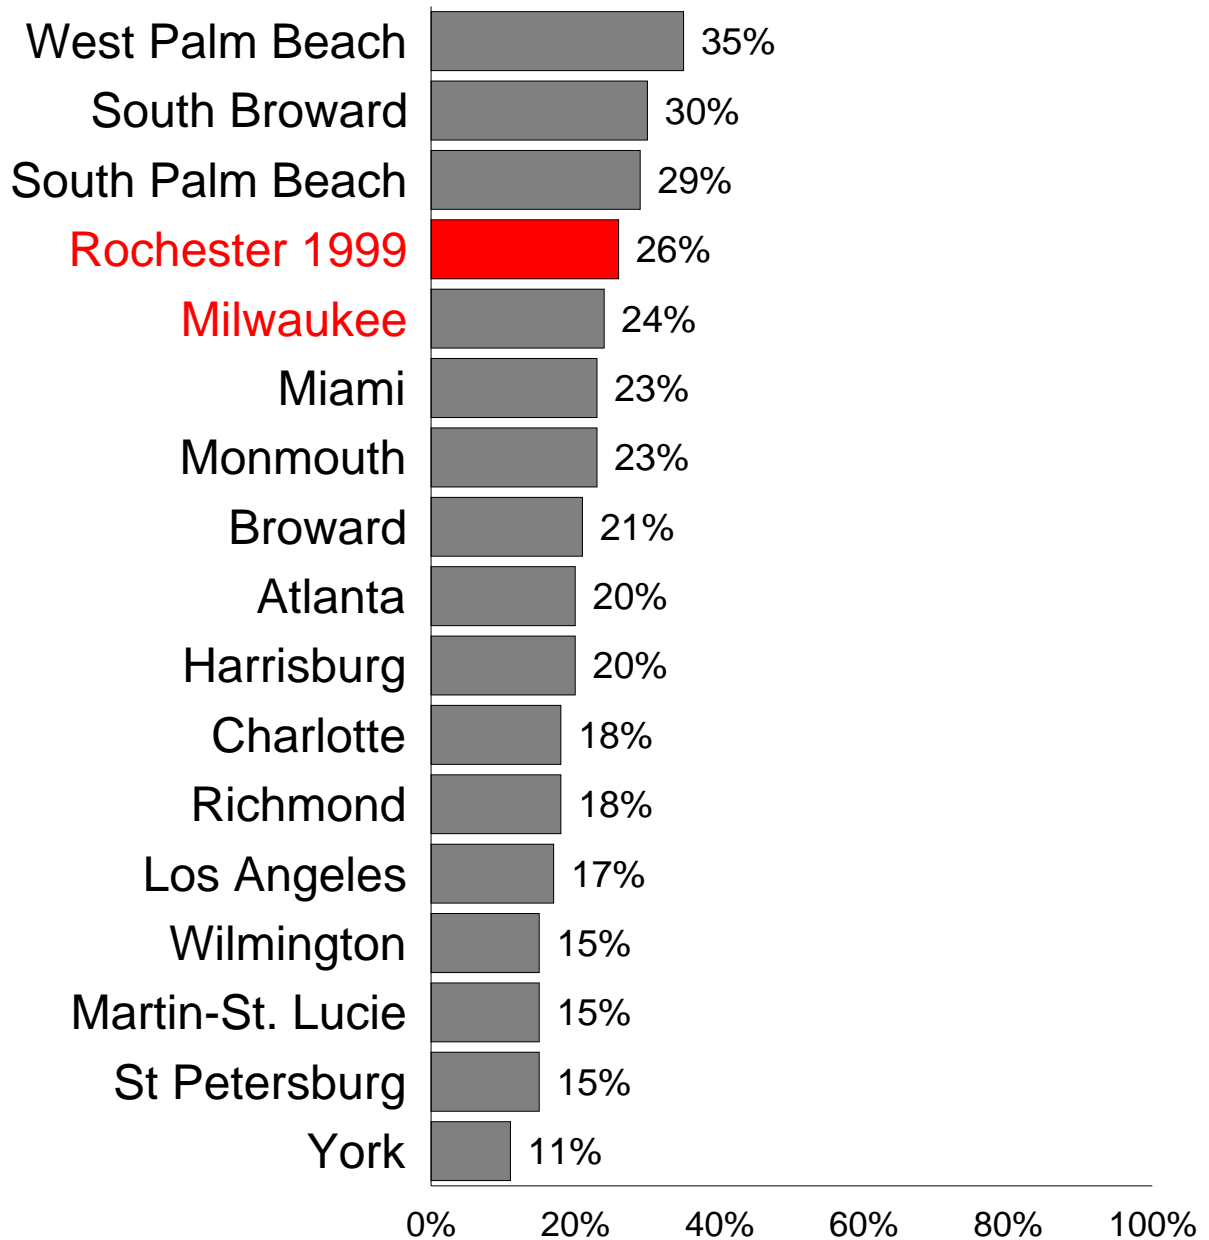 West Palm Beach 35%
South Broward 30%
South Palm Beach 29%
Rochester 1999 26%
Milwaukee 24%
Miami 23%
Monmouth 23%
Broward 21%
Atlanta 20%
Harrisburg 20%
Charlotte 18%
Richmond 18%
Los Angeles 17%
Wilmington 15%
Martin-St. Lucie 15%
St Petersburg 15%
York 11%
0% 20% 40% 60% 80% 100%